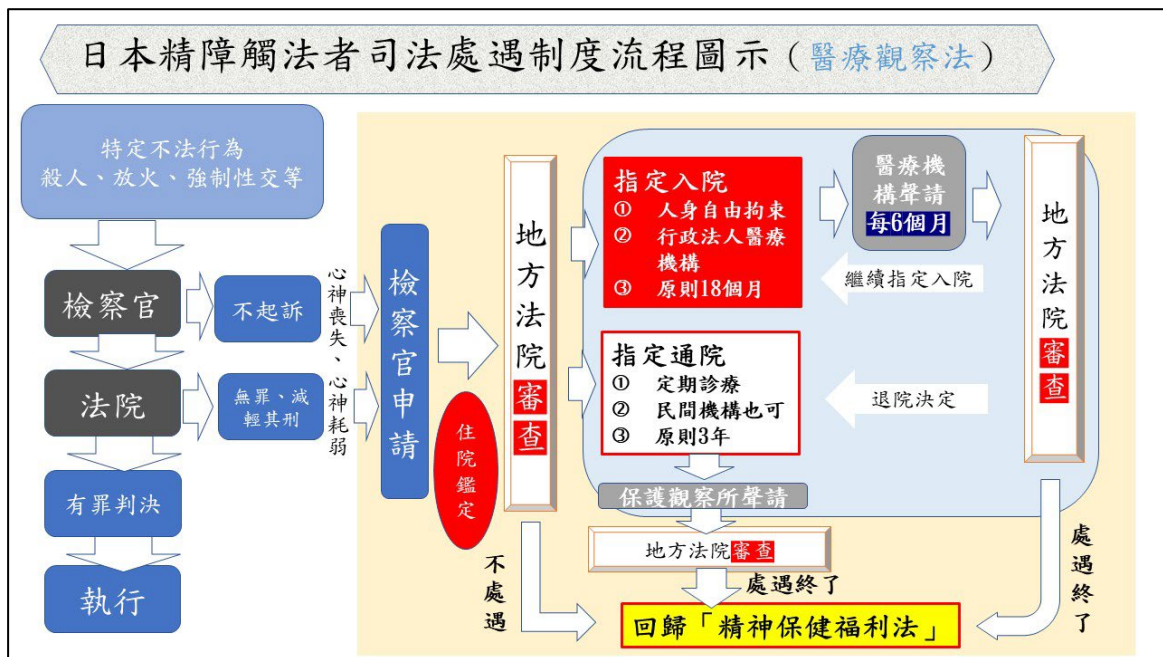 日本精障觸法者司法處遇制度流程圖示（醫療觀察法）
特定不法行為
殺人、放火、強制性交等
檢察官
不起訴
法院
無罪、減
輕其刑
有罪判決
執行
心神喪失、心神耗弱
檢察官申請
住院鑑定
地方法院審查
指定入院
① 人身自由拘束
② 行政法人醫療
機構
③ 原則18個月
醫療機
構聲請
每6個月
繼續指定入院
地方法院審查
指定通院
① 定期診療
② 民間機構也可
③ 原則3年
退院決定
保護觀察所聲請
地方法院審查
不處遇
處遇終了
處遇終了
回歸「精神保健福利法」